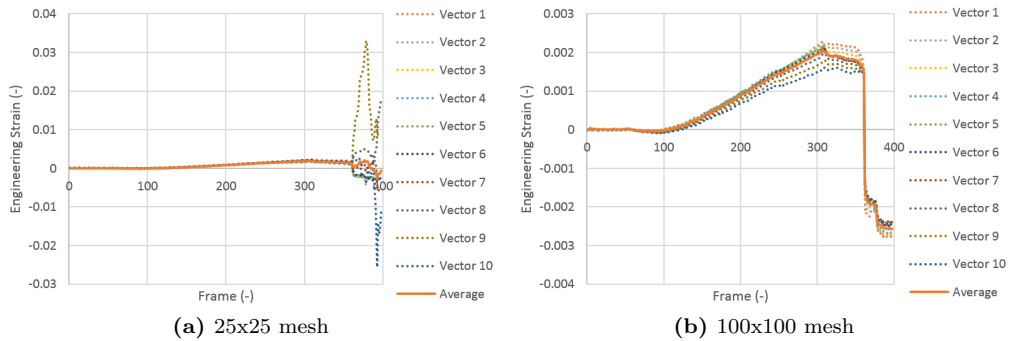 0.04
0.03
0.02
0.01
0
-0.01
-0.02
-0.03
0
100
200
300
400
Engineering Strain (-)
Frame (-)
Vector 1
Vector 2
Vector 3
Vector 4
Vector 5
Vector 6
Vector 7
Vector 8
Vector 9
Vector 10
Average
(a) 25x25 mesh
0.003
0.002
0.001
0.000
-0.001
-0.002
-0.003
-0.004
0
100
200
300
400
Engineering Strain (-)
Frame (-)
Vector 1
Vector 2
Vector 3
Vector 4
Vector 5
Vector 6
Vector 7
Vector 8
Vector 9
Vector 10
Average
(b) 100x100 mesh